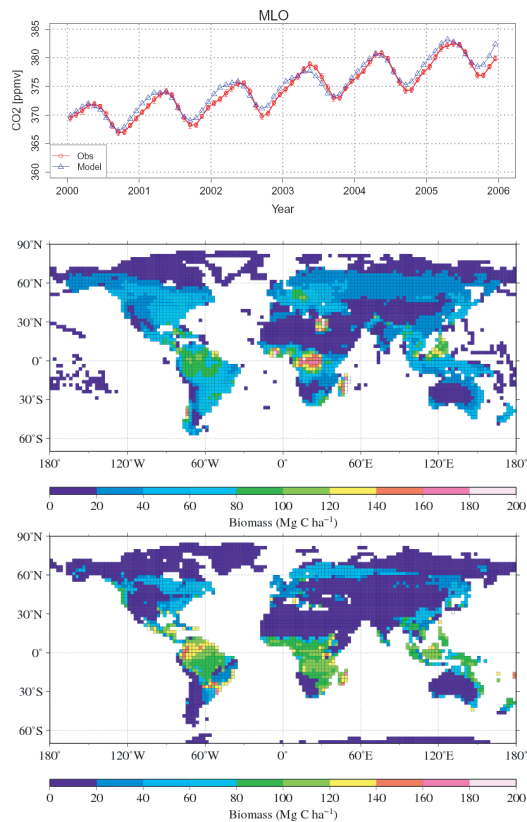 MLO
385
380
375
370
365
360
CO2 [ppmv]
Obs
Model
2000 2001 2002 2003 2004 2005 2006
Year
90˚N
60˚N
30˚N
0˚
30˚S
60˚S
180˚ 120˚W 60˚W 0˚ 60˚E 120˚E 180˚
0 20 40 60 80 100 120 140 160 180 200
Biomass (Mg C ha⁻¹)
90˚N
60˚N
30˚N
0˚
30˚S
60˚S
180˚ 120˚W 60˚W 0˚ 60˚E 120˚E 180˚
0 20 40 60 80 100 120 140 160 180 200
Biomass (Mg C ha⁻¹)